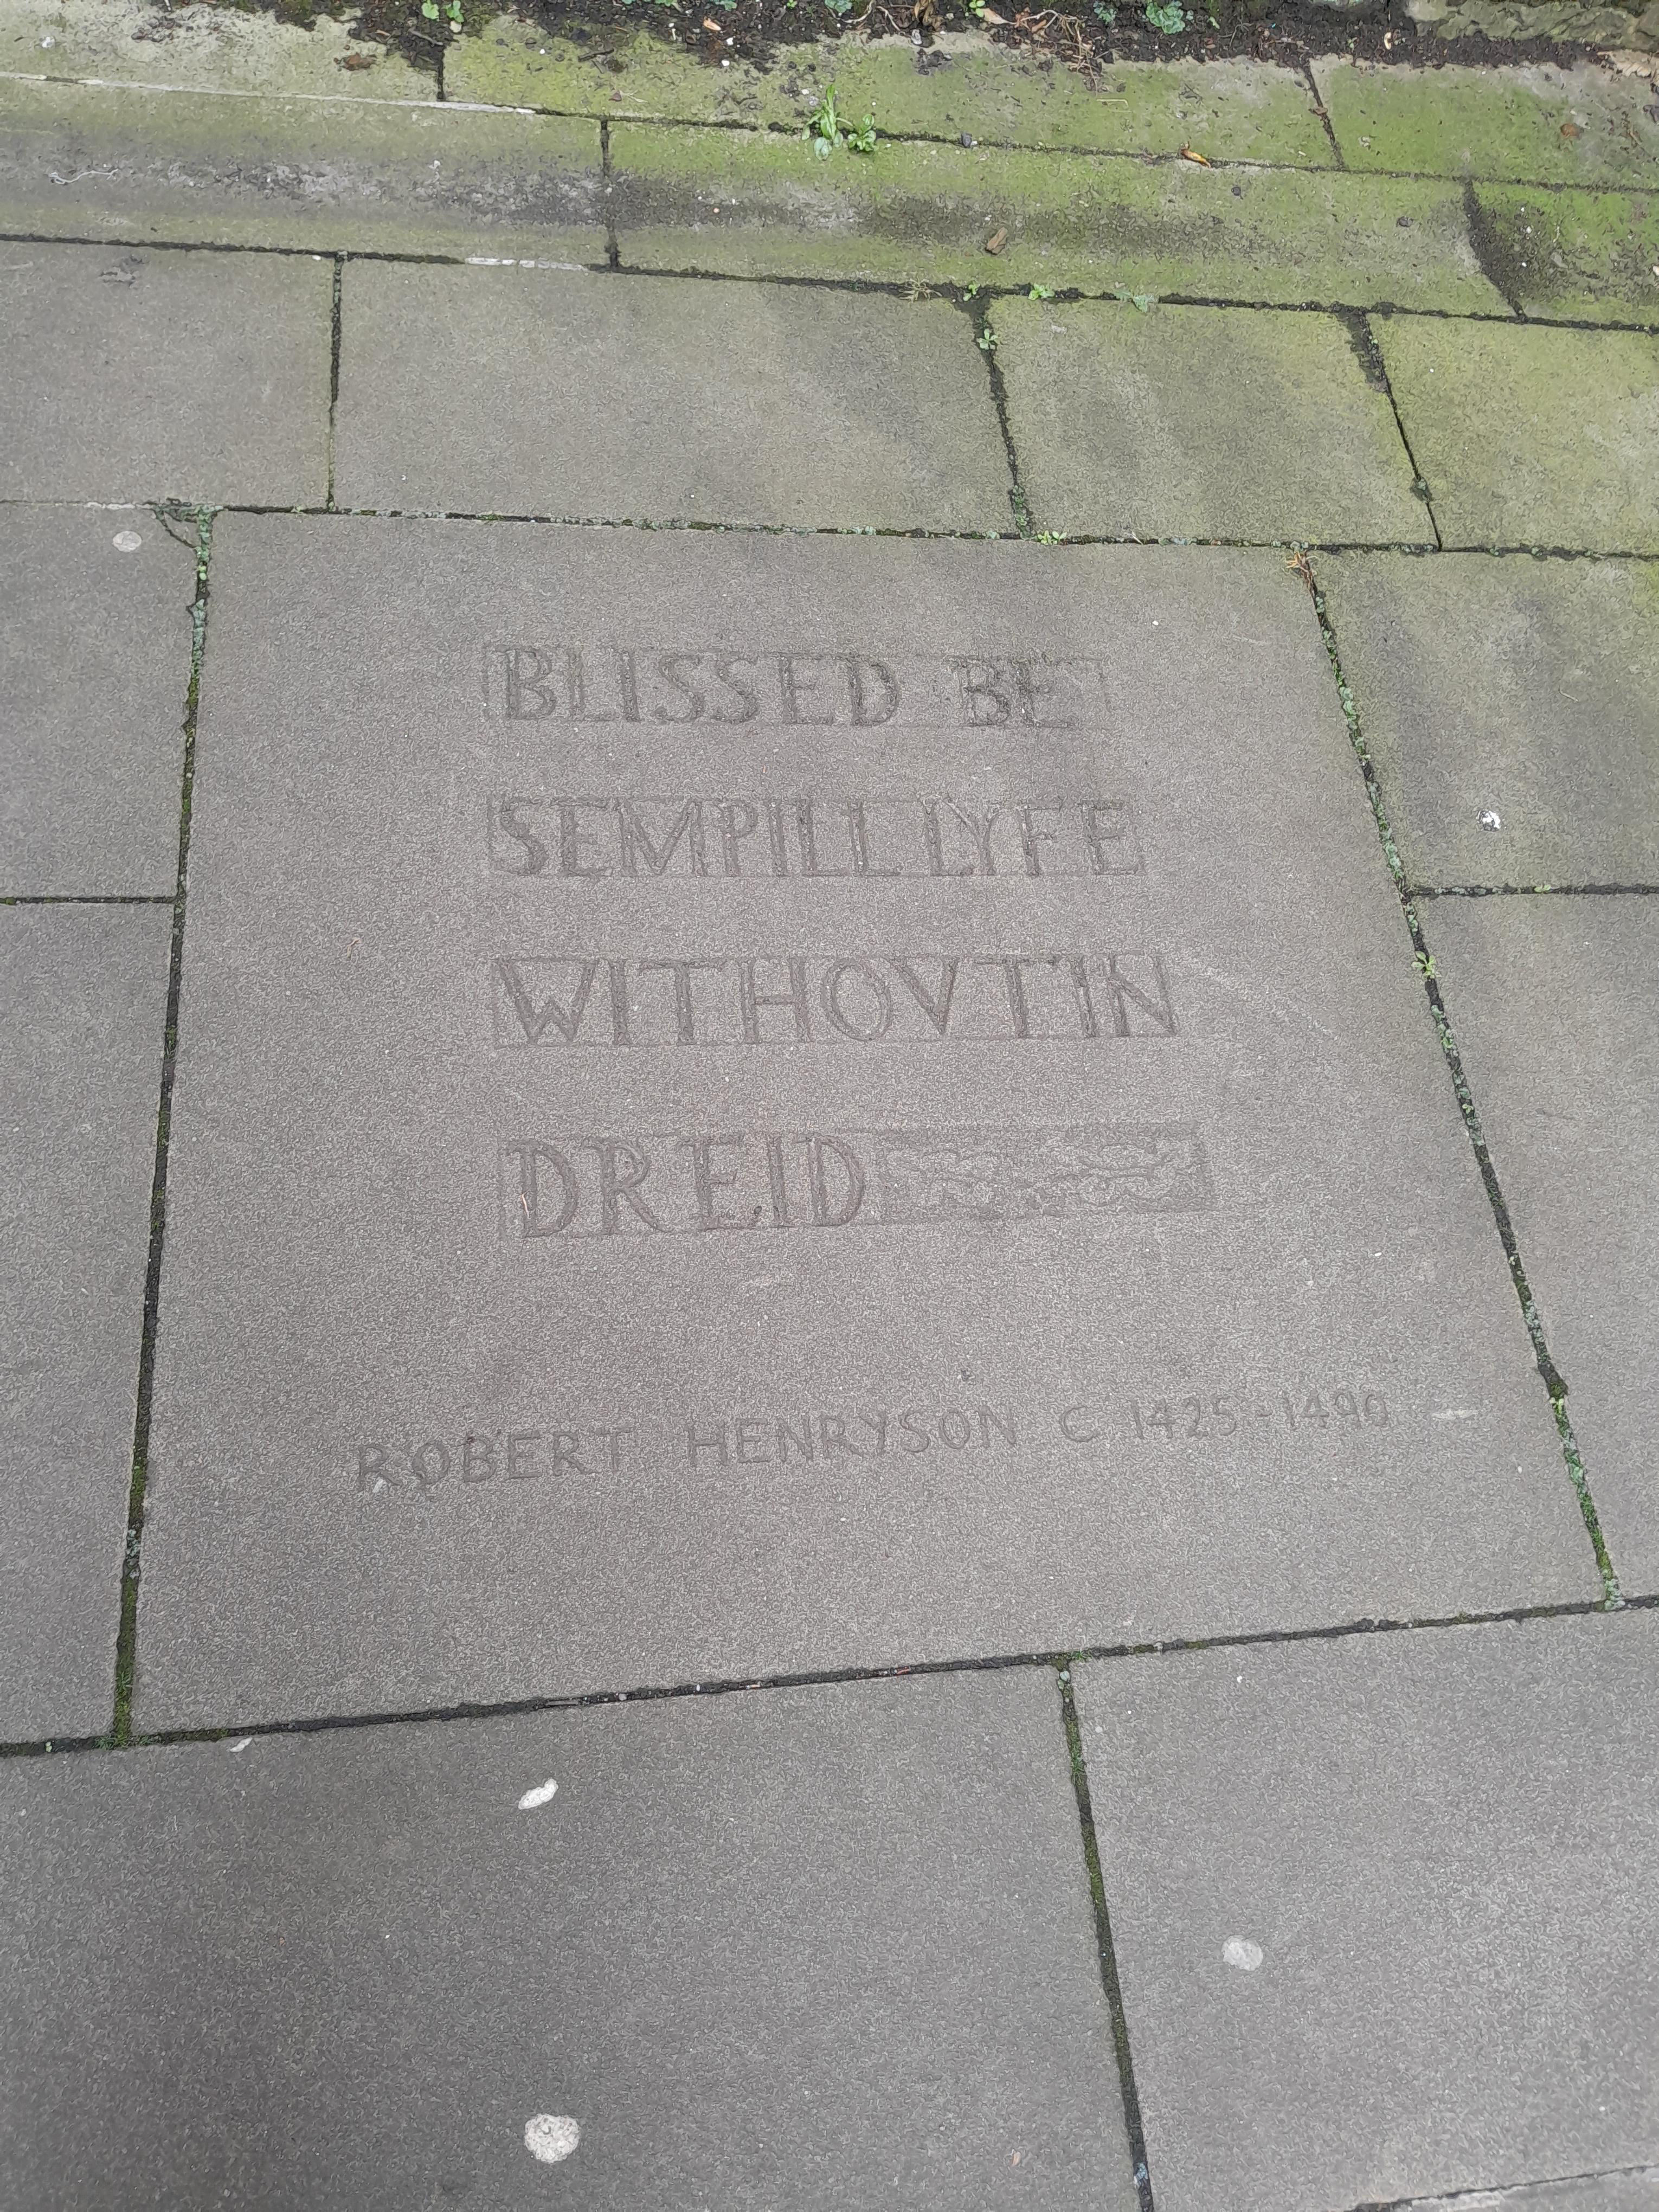 BLISSED BE
SEMPILL LYFE
WITHOVTIN
DREID
ROBERT HENRYSON C 1425-1490